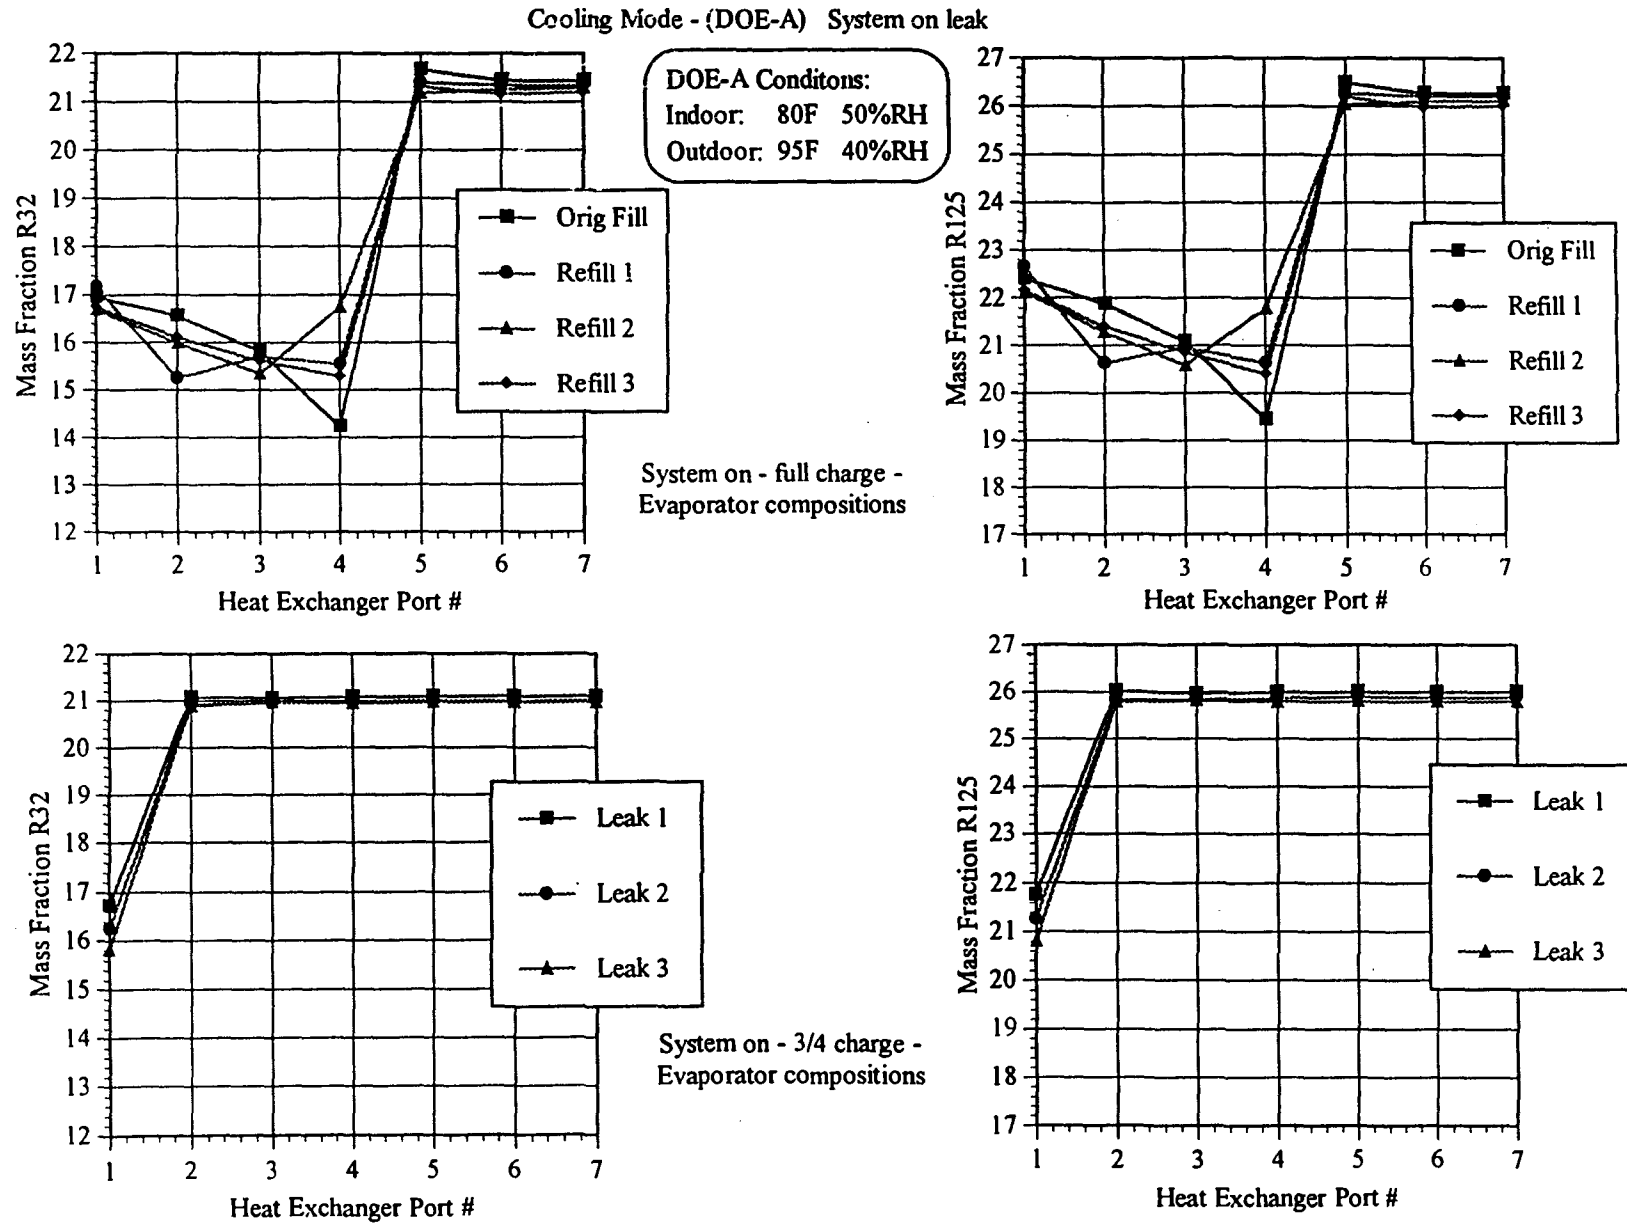 Cooling Mode - (DOE-A) System on leak
22
21
20
19
18
17
16
15
14
13
12
Mass Fraction R32
1 2 3 4 5 6 7
Heat Exchanger Port #
Orig Fill
Refill 1
Refill 2
Refill 3
DOE-A Conditons:
Indoor: 80F 50%RH
Outdoor: 95F 40%RH
System on - full charge -
Evaporator compositions
27
26
25
24
23
22
21
20
19
18
17
Mass Fraction R125
1 2 3 4 5 6 7
Heat Exchanger Port #
Orig Fill
Refill 1
Refill 2
Refill 3
22
21
20
19
18
17
16
15
14
13
12
Mass Fraction R32
1 2 3 4 5 6 7
Heat Exchanger Port #
Leak 1
Leak 2
Leak 3
System on - 3/4 charge -
Evaporator compositions
27
26
25
24
23
22
21
20
19
18
17
Mass Fraction R125
1 2 3 4 5 6 7
Heat Exchanger Port #
Leak 1
Leak 2
Leak 3